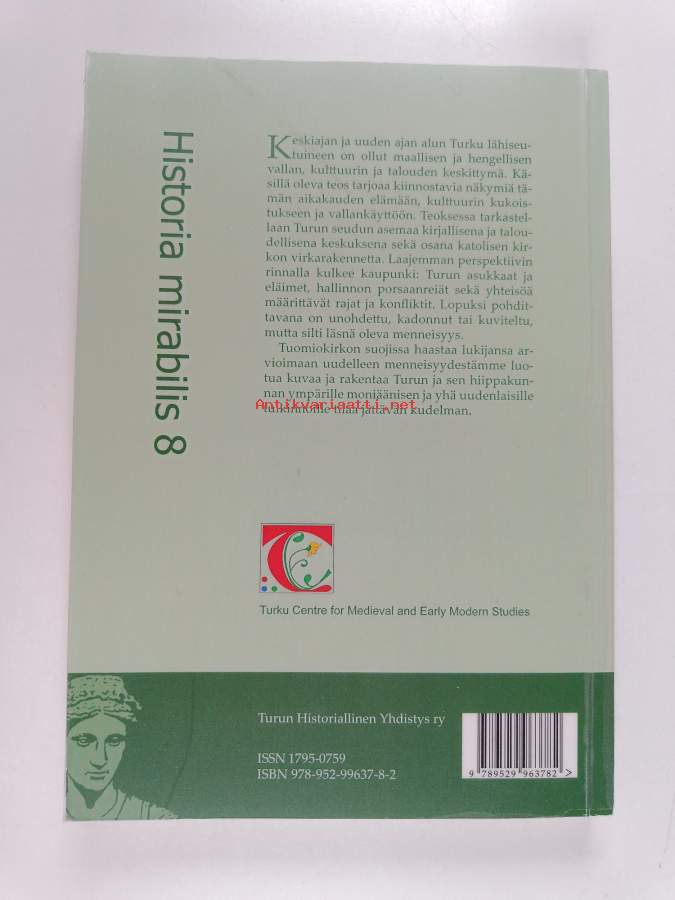 Historia mirabilis 8
Keskiajan ja uuden ajan alun Turku lähiseu-
tuineen on ollut maallisen ja hengellisen
vallan, kulttuurin ja talouden keskittymä. Kä-
sillä oleva teos tarjoaa kiinnostavia näkymiä tä-
män aikakauden elämään, kulttuurin kukois-
tukseen ja vallankäyttöön. Teoksessa tarkastel-
laan Turun seudun asemaa kirjallisena ja talou-
dellisena keskuksena sekä osana katolisen kir-
kon virkarakennetta. Laajemman perspektiivin
rinnalla kulkee kaupunki: Turun asukkaat ja
eläimet, hallinnon porsaanreiät sekä yhteisöä
määrittävät rajat ja konfliktit. Lopuksi pohdit-
tavana on unohdettu, kadonnut tai kuviteltu,
mutta silti läsnä oleva menneisyys.
Tuomiokirkon suojissa haastaa lukijansa ar-
vioimaan uudelleen menneisyydestämme luo-
tua kuvaa ja rakentaa Turun ja sen hiippakun-
nan ympärille moniäänisen ja yhä uudenlaisille
Antikvariaatti.net
tulkinnoille tilaa jättävän kudelman.
Turku Centre for Medieval and Early Modern Studies
Turun Historiallinen Yhdistys ry
ISSN 1795-0759
ISBN 978-952-99637-8-2
9 789529 963782 >